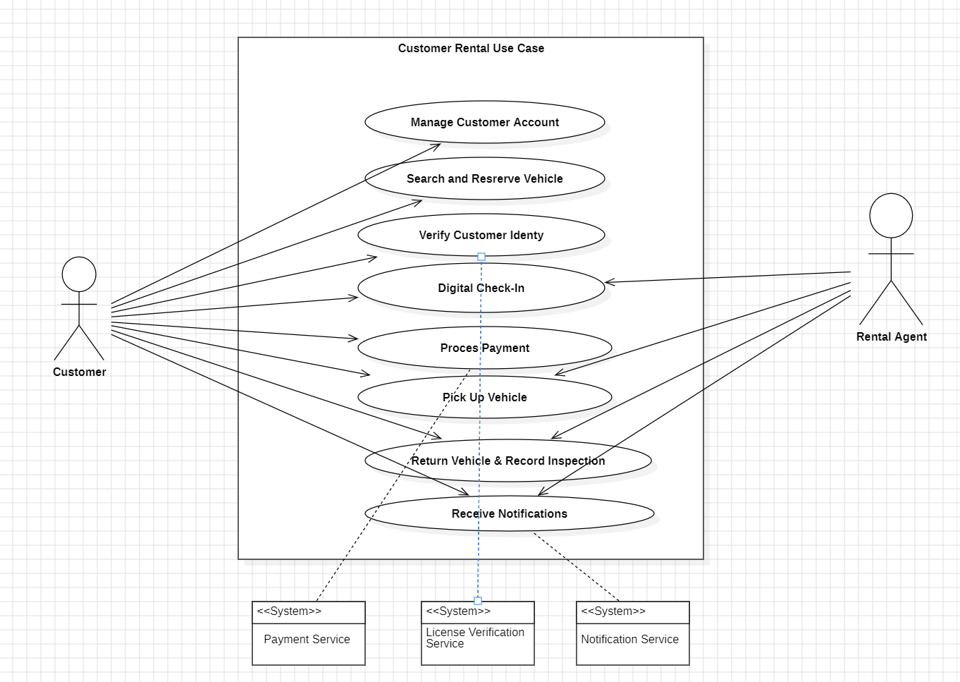 Customer Rental Use Case
Manage Customer Account
Search and Resrerve Vehicle
Verify Customer Identy
Digital Check-In
Proces Payment
Pick Up Vehicle
Return Vehicle & Record Inspection
Receive Notifications
Customer
Rental Agent
<<System>>
Payment Service
<<System>>
License Verification
Service
<<System>>
Notification Service